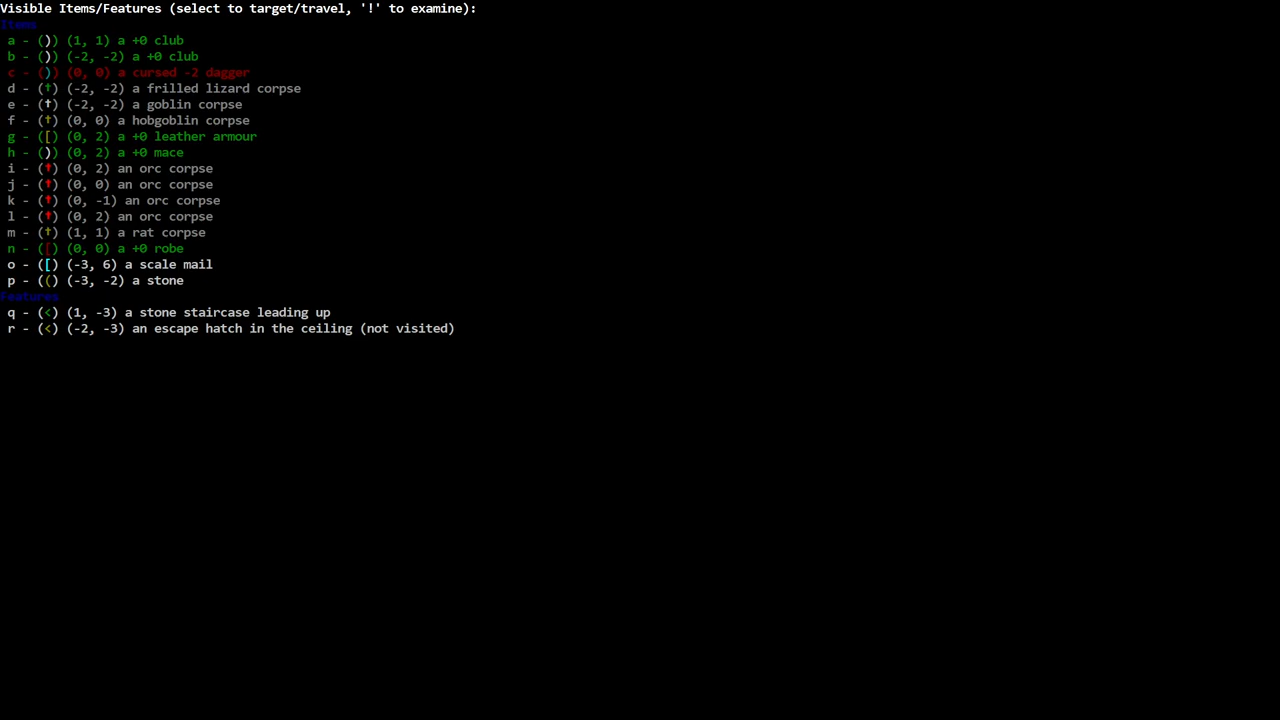 Visible Items/Features (select to target/travel, '!' to examine):
Items
a - ()) (1, 1) a +0 club
b - ()) (-2, -2) a +0 club
c - ()) (0, 0) a cursed -2 dagger
d - (†) (-2, -2) a frilled lizard corpse
e - (†) (-2, -2) a goblin corpse
f - (†) (0, 0) a hobgoblin corpse
g - ([) (0, 2) a +0 leather armour
h - ()) (0, 2) a +0 mace
i - (†) (0, 2) an orc corpse
j - (†) (0, 0) an orc corpse
k - (†) (0, -1) an orc corpse
l - (†) (0, 2) an orc corpse
m - (†) (1, 1) a rat corpse
n - ([) (0, 0) a +0 robe
o - ([) (-3, 6) a scale mail
p - (() (-3, -2) a stone
Features
q - (<) (1, -3) a stone staircase leading up
r - (<) (-2, -3) an escape hatch in the ceiling (not visited)